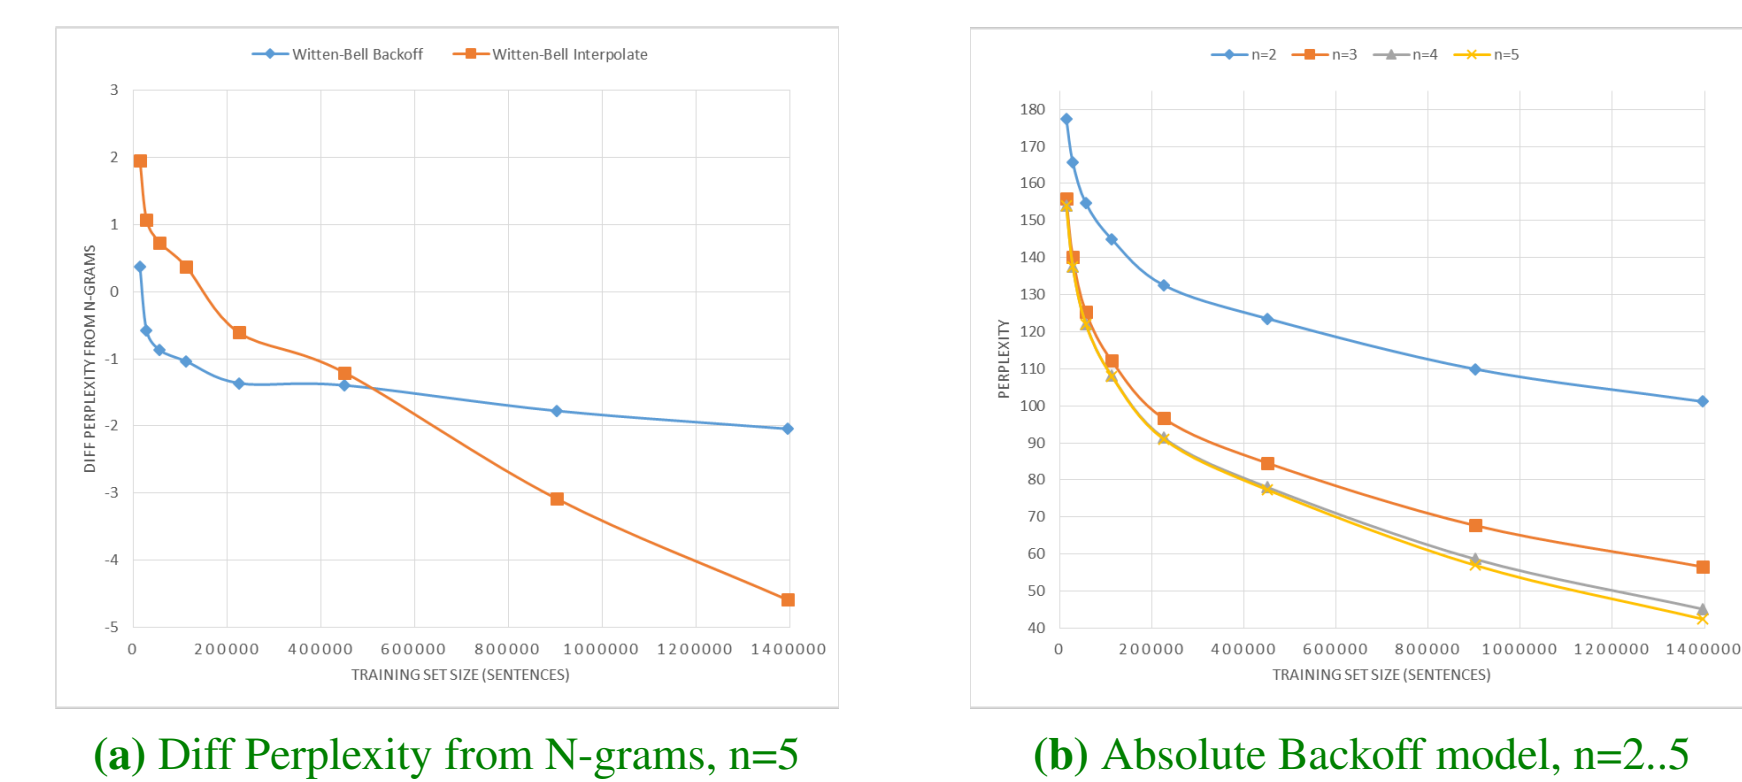 Witten-Bell Backoff Witten-Bell Interpolate
DIFF PERPLEXITY FROM N-GRAMS
3
2
1
0
-1
-2
-3
-4
-5
0 200000 400000 600000 800000 1000000 1200000 1400000
TRAINING SET SIZE (SENTENCES)
(a) Diff Perplexity from N-grams, n=5
n=2 n=3 n=4 n=5
PERPLEXITY
180
170
160
150
140
130
120
110
100
90
80
70
60
50
40
0 200000 400000 600000 800000 1000000 1200000 1400000
TRAINING SET SIZE (SENTENCES)
(b) Absolute Backoff model, n=2..5